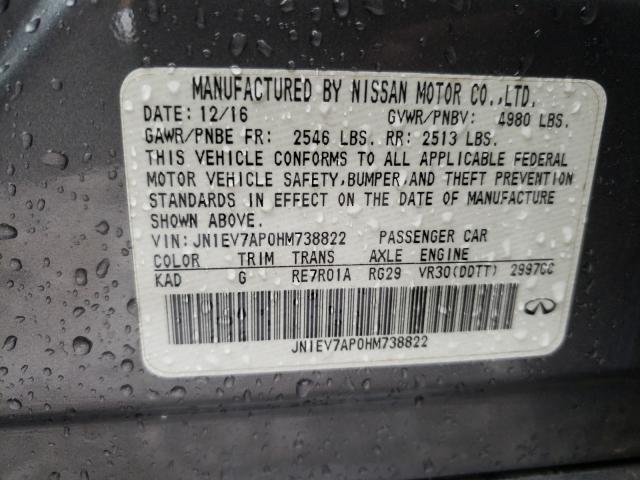 MANUFACTURED BY NISSAN MOTOR CO.,LTD.
DATE: 12/16 GVWR/PNBV: 4980 LBS.
GAWR/PNBE FR: 2546 LBS. RR: 2513 LBS.
THIS VEHICLE CONFORMS TO ALL APPLICABLE FEDERAL
MOTOR VEHICLE SAFETY,BUMPER,AND THEFT PREVENTION
STANDARDS IN EFFECT ON THE DATE OF MANUFACTURE
SHOWN ABOVE.
VIN: JN1EV7AP0HM738822 PASSENGER CAR
COLOR TRIM TRANS AXLE ENGINE
KAD G RE7R01A RG29 VR30(DDTT) 2997CC
JN1EV7AP0HM738822